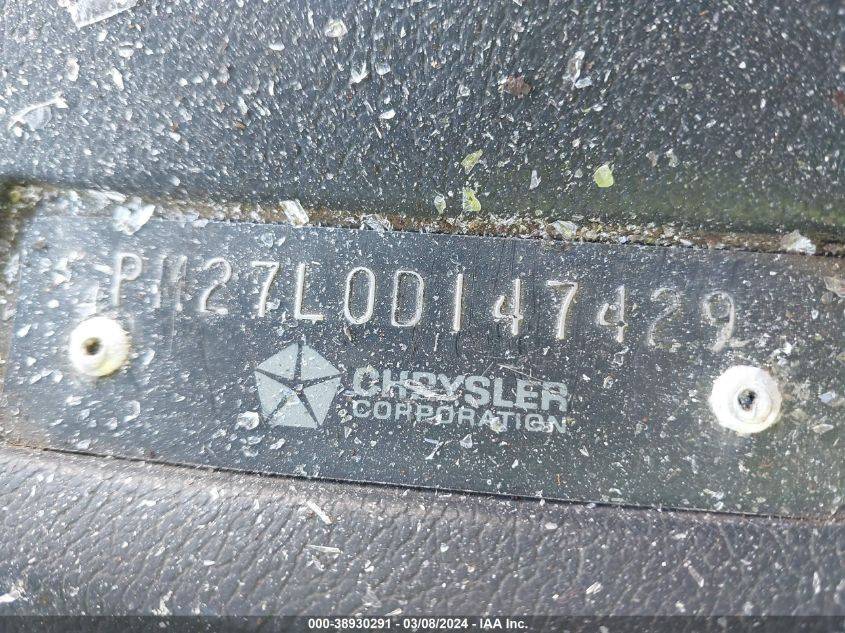 PM27L0D147429
CHRYSLER
CORPORATION
000-38930291 - 03/08/2024 - IAA Inc.